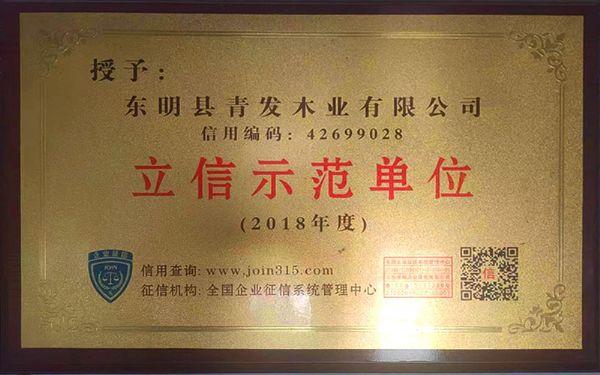 授予：
东明县青发木业有限公司
信用编码：42699028
立信示范单位
(2018年度)
JOIN
信用查询：www.join315.com
征信机构：全国企业征信系统管理中心
信